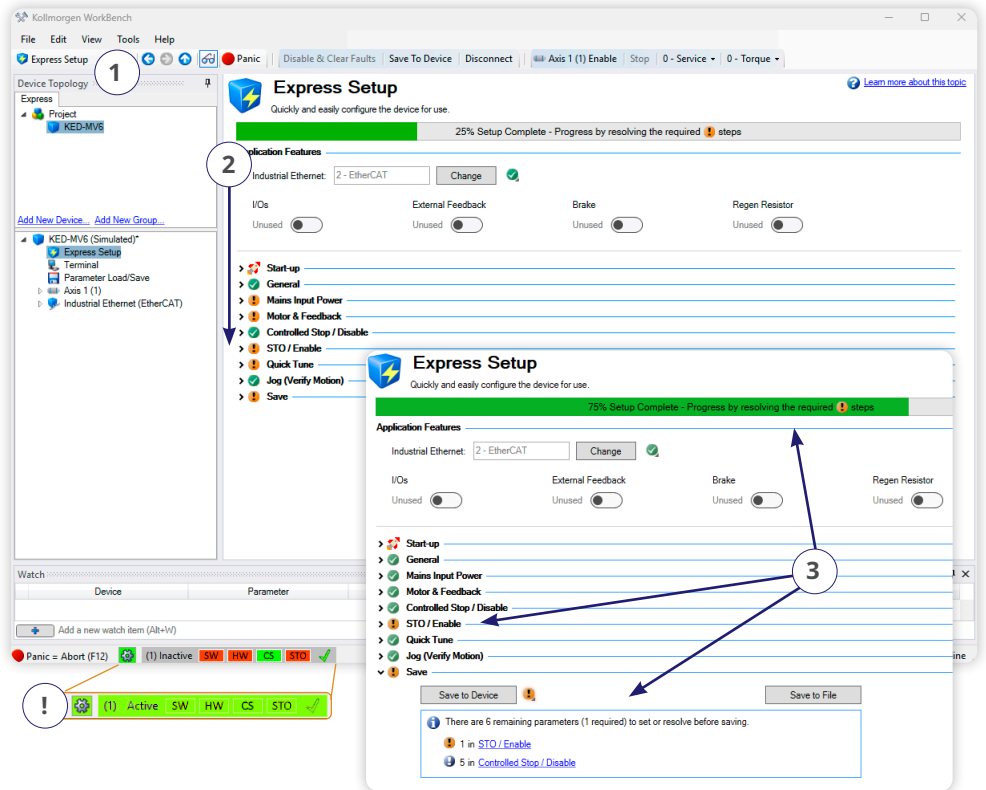 Kollmorgen WorkBench
File Edit View Tools Help
Express Setup Panic Disable & Clear Faults Save To Device Disconnect Axis 1 (1) Enable Stop 0 - Service 0 - Torque
1
Device Topology
Express
Project
KED-MV6
Add New Device... Add New Group...
KED-MV6 (Simulated)*
Express Setup
Terminal
Parameter Load/Save
Axis 1 (1)
Industrial Ethernet (EtherCAT)
Express Setup
Learn more about this topic
Quickly and easily configure the device for use.
25% Setup Complete - Progress by resolving the required ! steps
2
plication Features
Industrial Ethernet: 2 - EtherCAT Change
I/Os External Feedback Brake Regen Resistor
Unused Unused Unused Unused
Start-up
General
Mains Input Power
Motor & Feedback
Controlled Stop / Disable
STO / Enable
Quick Tune
Jog (Verify Motion)
Save
Express Setup
Quickly and easily configure the device for use.
75% Setup Complete - Progress by resolving the required ! steps
Application Features
Industrial Ethernet: 2 - EtherCAT Change
I/Os External Feedback Brake Regen Resistor
Unused Unused Unused Unused
Start-up
General
Mains Input Power
Motor & Feedback
Controlled Stop / Disable
STO / Enable
Quick Tune
Jog (Verify Motion)
Save
3
Save to Device Save to File
There are 6 remaining parameters (1 required) to set or resolve before saving.
1 in STO / Enable
5 in Controlled Stop / Disable
Watch
Device Parameter
Add a new watch item (Alt+W)
Panic = Abort (F12) (1) Inactive SW HW CS STO ine
! (1) Active SW HW CS STO